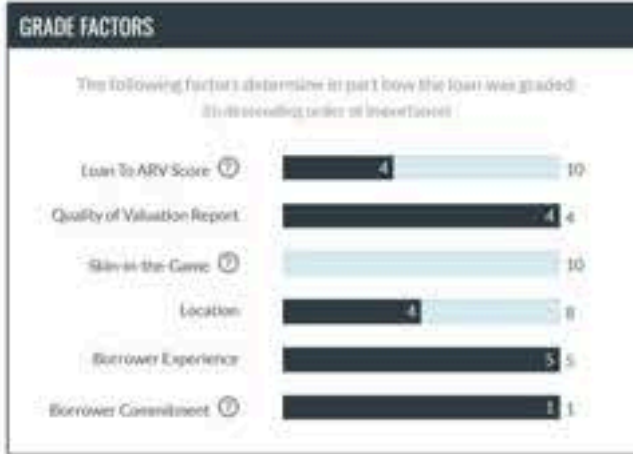 GRADE FACTORS
The following factors determine in part how the loan was graded:
(in descending order of importance)
Loan To ARV Score ? 4 10
Quality of Valuation Report 4 4
Skin-in-the-Game ? 10
Location 4 8
Borrower Experience 5 5
Borrower Commitment ? 1 1